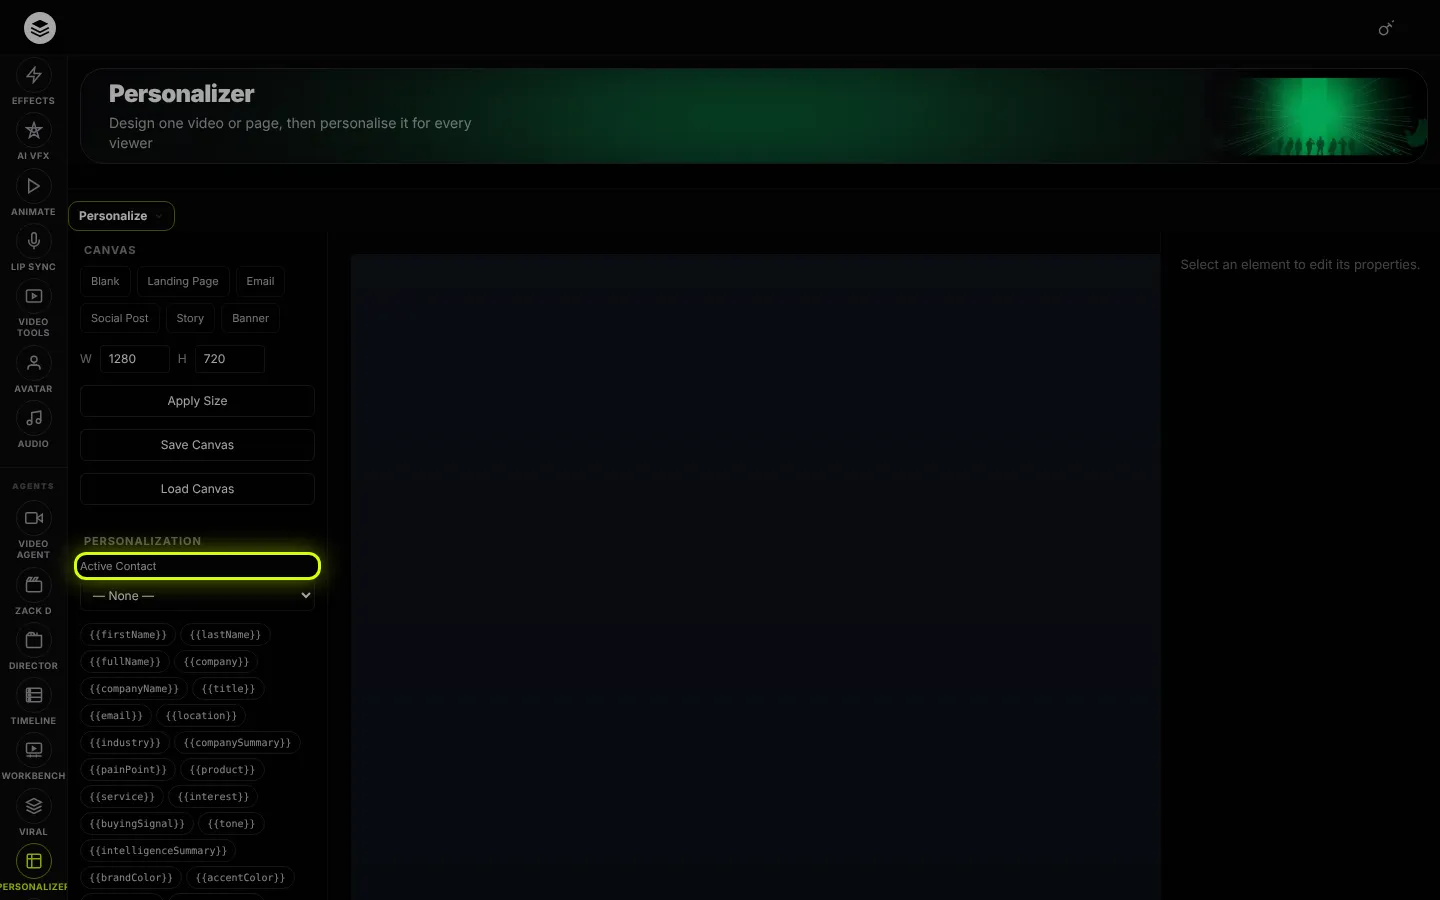 Personalizer
Design one video or page, then personalise it for every
viewer
EFFECTS
AI VFX
ANIMATE
LIP SYNC
VIDEO
TOOLS
AVATAR
AUDIO
AGENTS
VIDEO
AGENT
ZACK D
DIRECTOR
TIMELINE
WORKBENCH
VIRAL
PERSONALIZER
Personalize
CANVAS
Blank Landing Page Email
Social Post Story Banner
W 1280 H 720
Apply Size
Save Canvas
Load Canvas
PERSONALIZATION
Active Contact
— None —
{{firstName}} {{lastName}}
{{fullName}} {{company}}
{{companyName}} {{title}}
{{email}} {{location}}
{{industry}} {{companySummary}}
{{painPoint}} {{product}}
{{service}} {{interest}}
{{buyingSignal}} {{tone}}
{{intelligenceSummary}}
{{brandColor}} {{accentColor}}
Select an element to edit its properties.